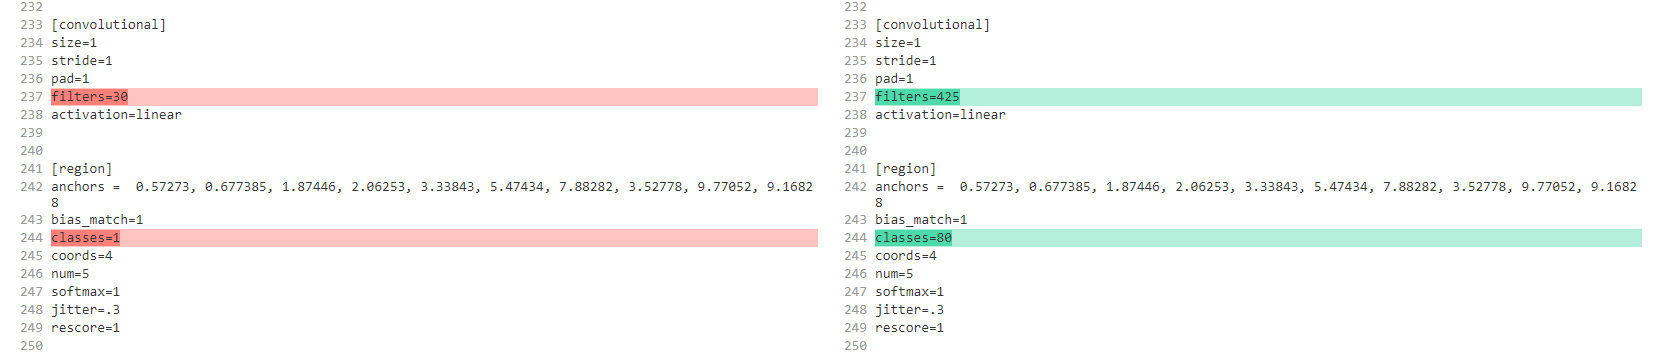 232
233 [convolutional]
234 size=1
235 stride=1
236 pad=1
237 filters=30
238 activation=linear
239
240
241 [region]
242 anchors =  0.57273, 0.677385, 1.87446, 2.06253, 3.33843, 5.47434, 7.88282, 3.52778, 9.77052, 9.1682
8
243 bias_match=1
244 classes=1
245 coords=4
246 num=5
247 softmax=1
248 jitter=.3
249 rescore=1
250
232
233 [convolutional]
234 size=1
235 stride=1
236 pad=1
237 filters=425
238 activation=linear
239
240
241 [region]
242 anchors =  0.57273, 0.677385, 1.87446, 2.06253, 3.33843, 5.47434, 7.88282, 3.52778, 9.77052, 9.1682
8
243 bias_match=1
244 classes=80
245 coords=4
246 num=5
247 softmax=1
248 jitter=.3
249 rescore=1
250